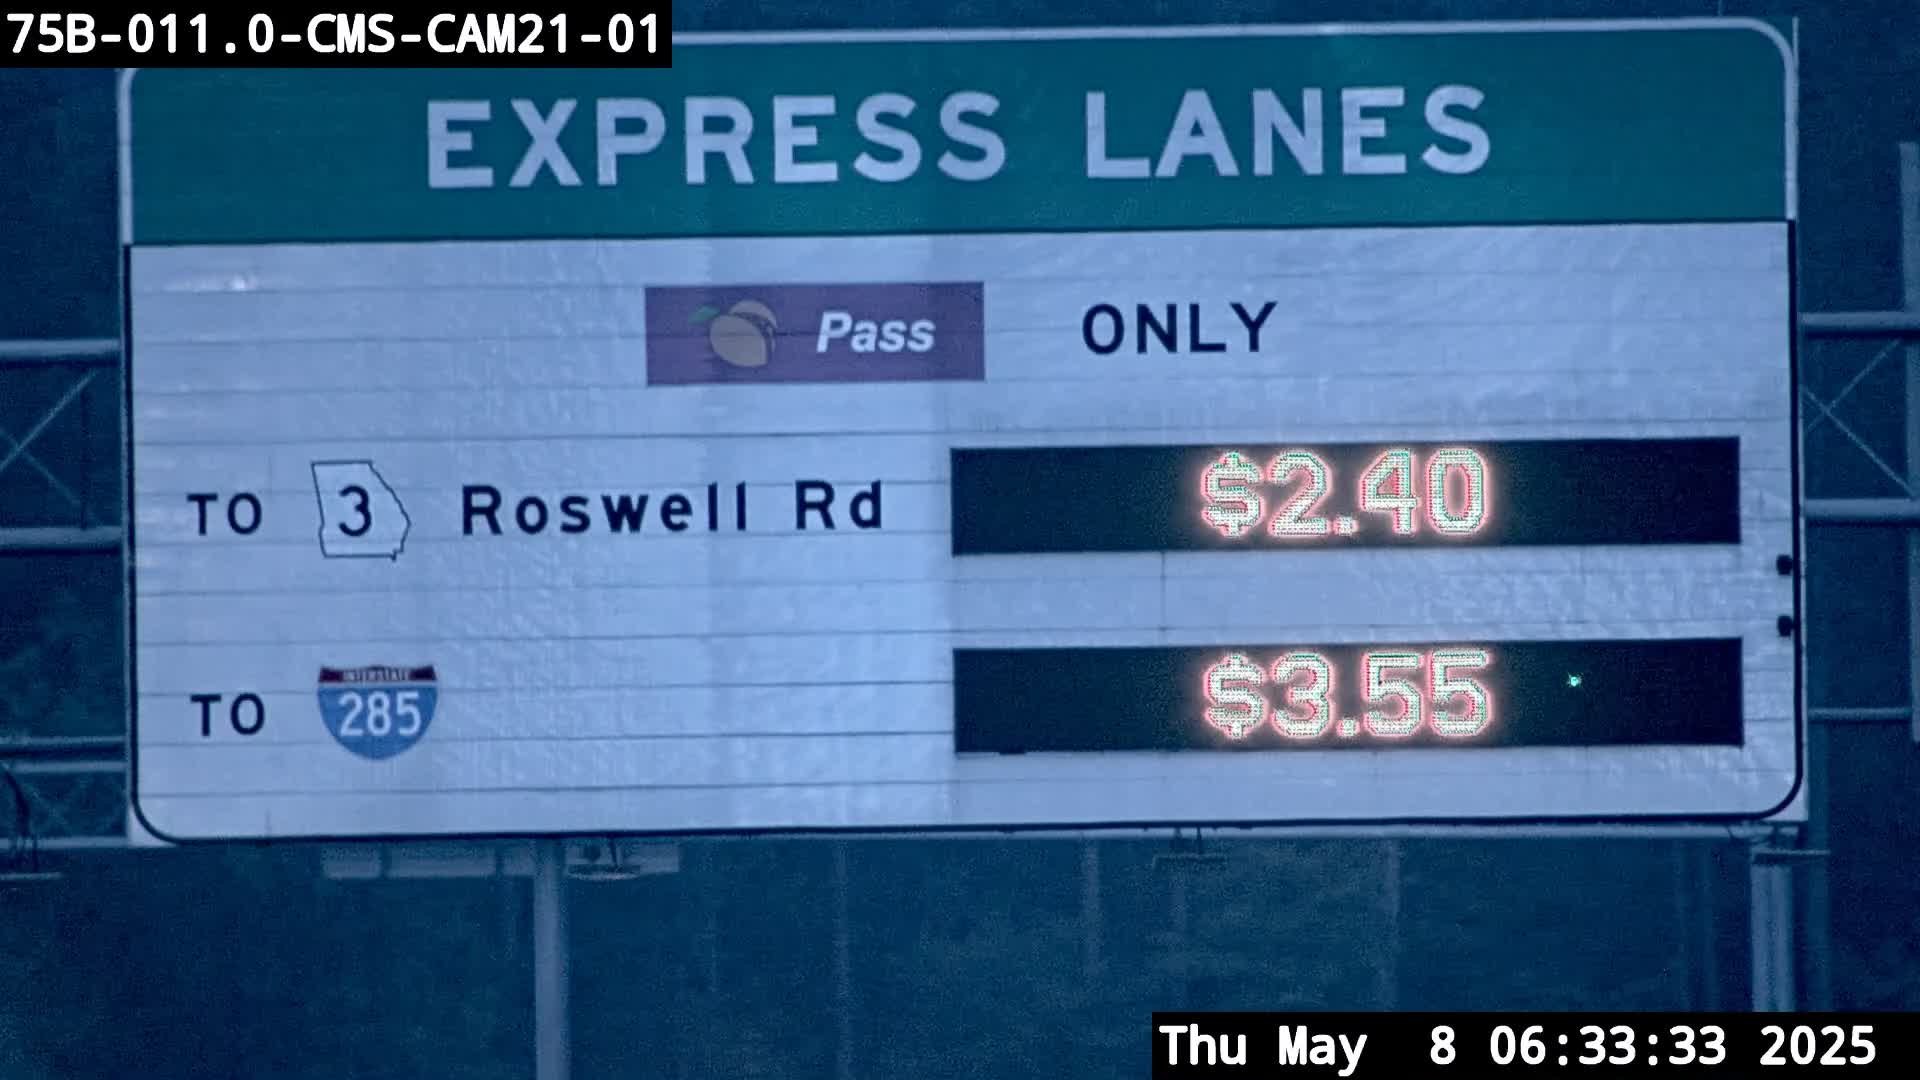 75B-011.0-CMS-CAM21-01
EXPRESS LANES
Pass ONLY
TO 3 Roswell Rd $2.40
TO INTERSTATE 285 $3.55
Thu May 8 06:33:33 2025